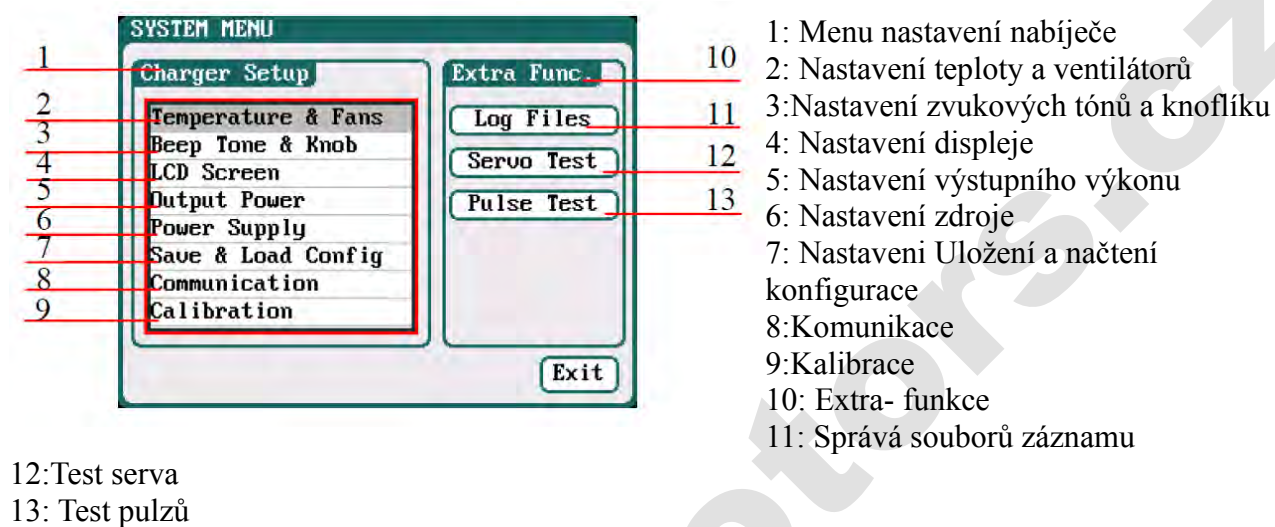 SYSTEM MENU
1
Charger Setup
2
Temperature & Fans
3
Beep Tone & Knob
4
LCD Screen
5
Output Power
6
Power Supply
7
Save & Load Config
8
Communication
9
Calibration
Extra Func.
10
Log Files
11
Servo Test
12
Pulse Test
13
Exit
1: Menu nastavení nabíječe
2: Nastavení teploty a ventilátorů
3:Nastavení zvukových tónů a knoflíku
4: Nastavení displeje
5: Nastavení výstupního výkonu
6: Nastavení zdroje
7: Nastaveni Uložení a načtení
konfigurace
8:Komunikace
9:Kalibrace
10: Extra- funkce
11: Správá souborů záznamu
12:Test serva
13: Test pulzů
otors.cz